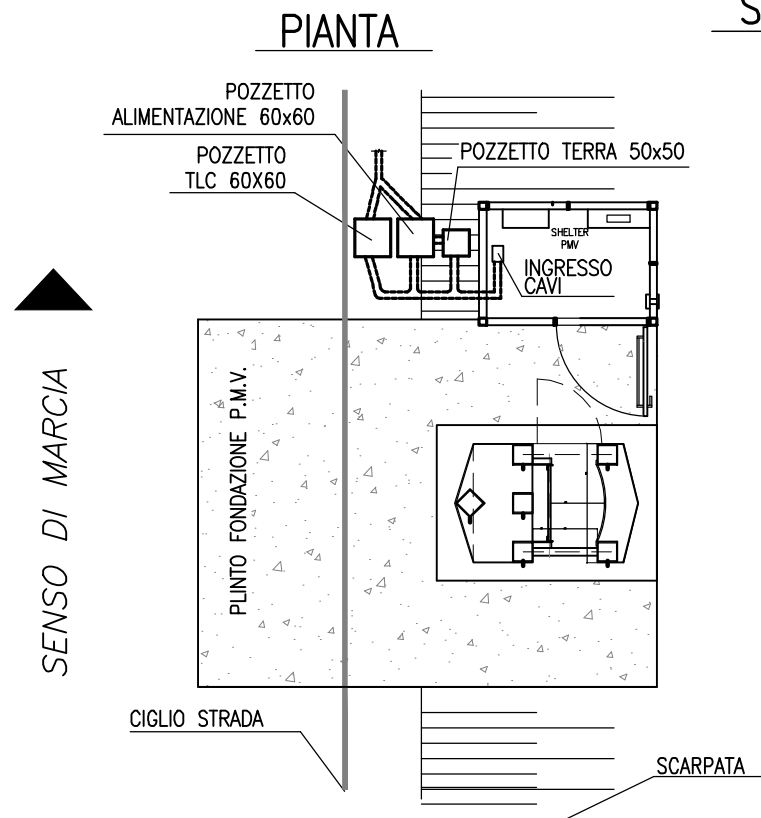 PIANTA
S
POZZETTO
ALIMENTAZIONE 60x60
POZZETTO
TLC 60X60
POZZETTO TERRA 50x50
SHELTER
PMV
INGRESSO
CAVI
SENSO DI MARCIA
PLINTO FONDAZIONE P.M.V.
CIGLIO STRADA
SCARPATA